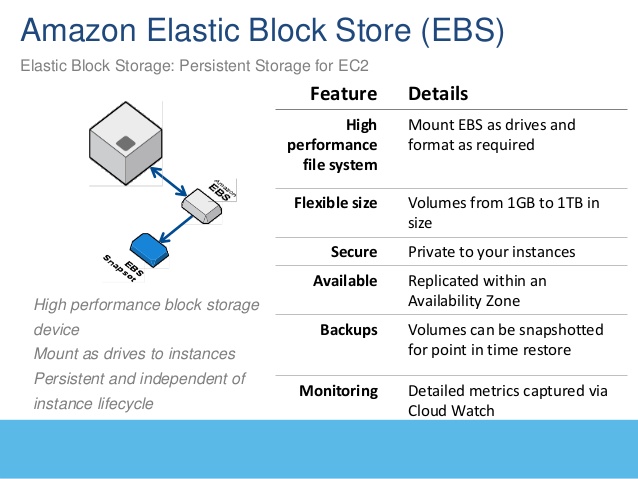 Amazon Elastic Block Store (EBS)
Elastic Block Storage: Persistent Storage for EC2
Amazon
EBS
EBS
Snapsot
High performance block storage
device
Mount as drives to instances
Persistent and independent of
instance lifecycle
Feature Details
High Mount EBS as drives and
performance format as required
file system
Flexible size Volumes from 1GB to 1TB in
size
Secure Private to your instances
Available Replicated within an
Availability Zone
Backups Volumes can be snapshotted
for point in time restore
Monitoring Detailed metrics captured via
Cloud Watch